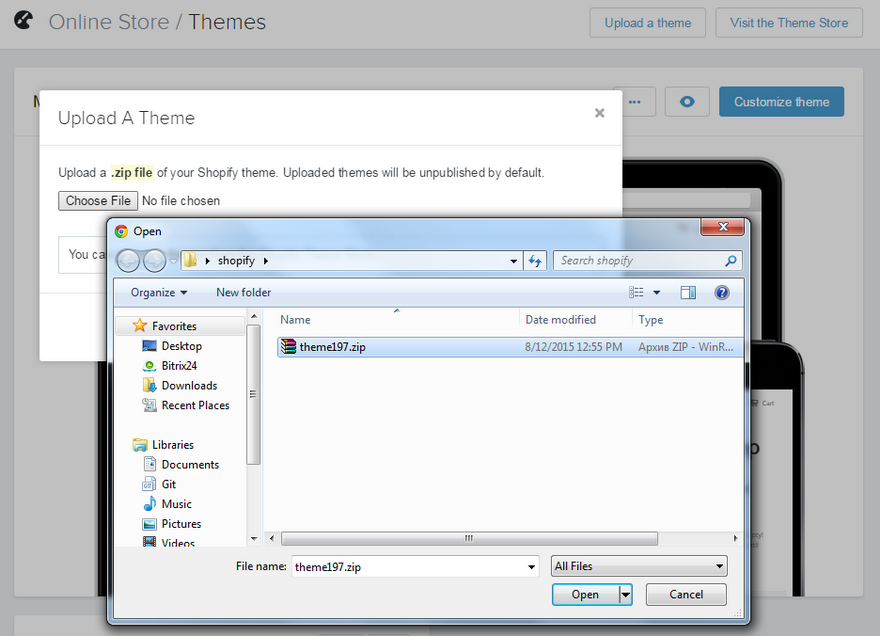 Online Store / Themes
Upload a theme
Visit the Theme Store
Customize theme
Upload A Theme
Upload a .zip file of your Shopify theme. Uploaded themes will be unpublished by default.
Choose File No file chosen
You ca
Open
shopify
Search shopify
Organize
New folder
Name
Date modified
Type
Favorites
theme197.zip
8/12/2015 12:55 PM
Архив ZIP - WinR...
Desktop
Bitrix24
Downloads
Recent Places
Libraries
Documents
Git
Music
Pictures
Videos
Cart
File name:
theme197.zip
All Files
Open
Cancel